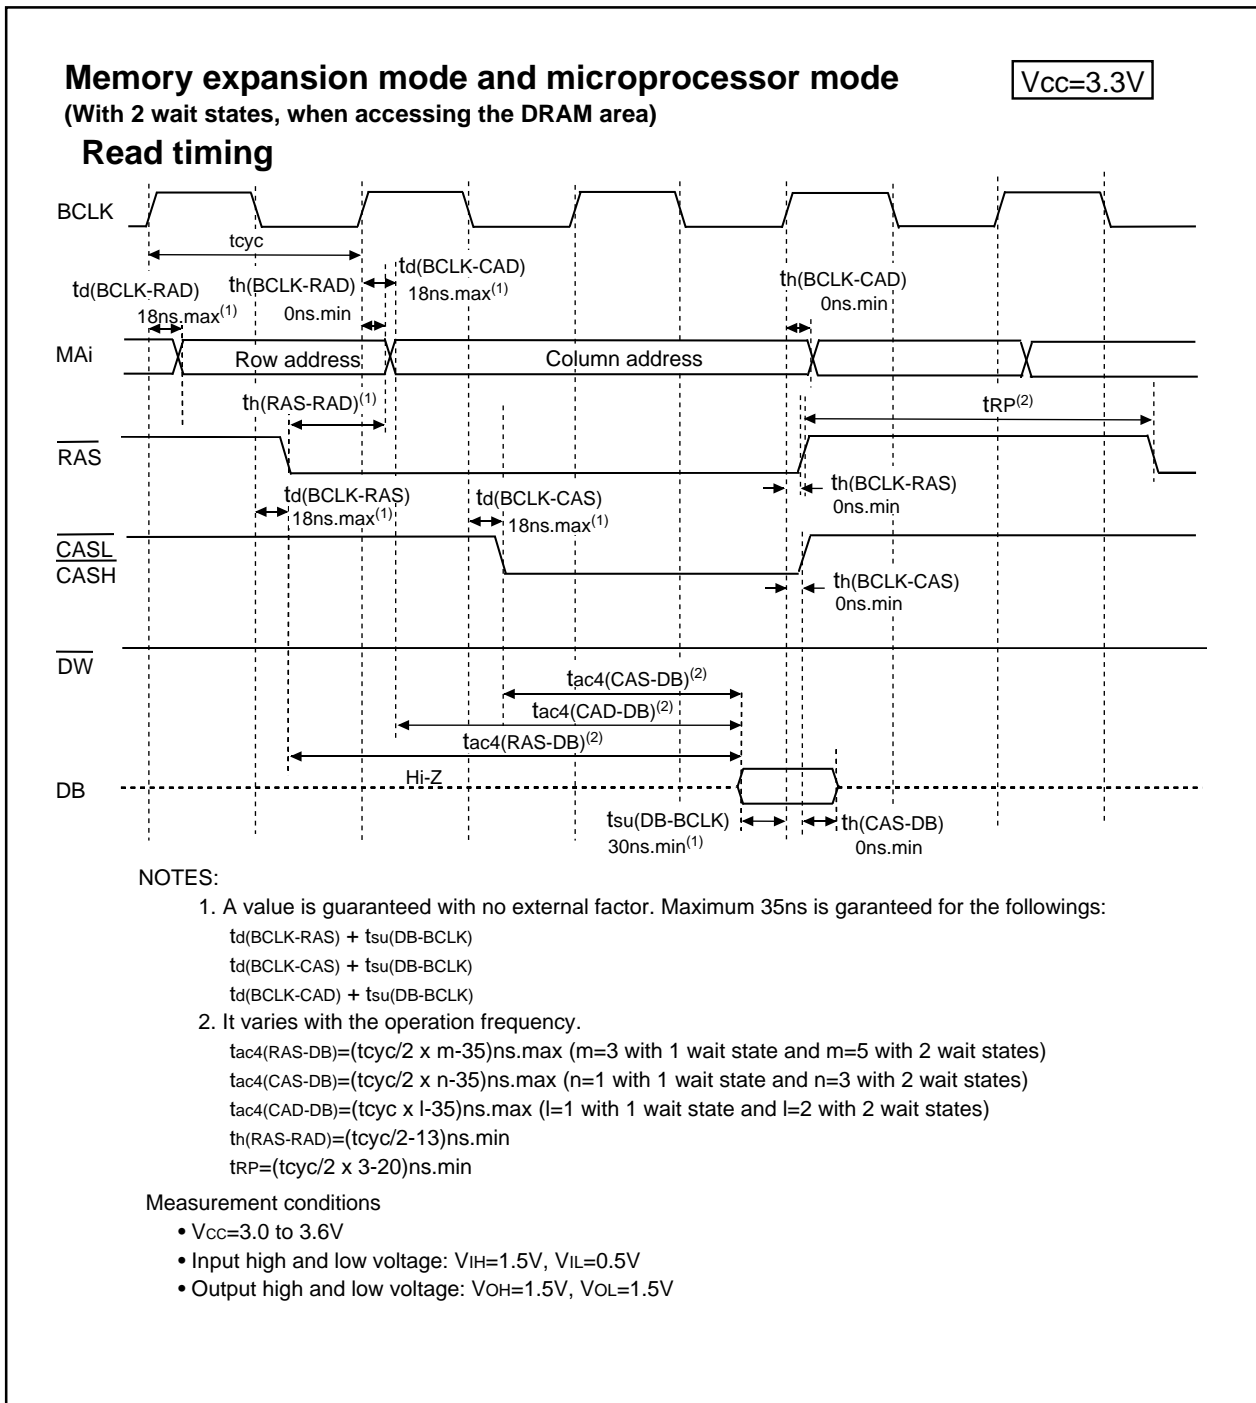 Memory expansion mode and microprocessor mode
Vcc=3.3V
(With 2 wait states, when accessing the DRAM area)
Read timing
BCLK
tcyc
td(BCLK-RAD)
18ns.max(1)
th(BCLK-RAD)
0ns.min
td(BCLK-CAD)
18ns.max(1)
th(BCLK-CAD)
0ns.min
MAi
Row address
Column address
th(RAS-RAD)(1)
tRP(2)
RAS
td(BCLK-RAS)
18ns.max(1)
td(BCLK-CAS)
18ns.max(1)
th(BCLK-RAS)
0ns.min
CASL
CASH
th(BCLK-CAS)
0ns.min
DW
tac4(CAS-DB)(2)
tac4(CAD-DB)(2)
tac4(RAS-DB)(2)
Hi-Z
DB
tsu(DB-BCLK)
30ns.min(1)
th(CAS-DB)
0ns.min
NOTES:
1. A value is guaranteed with no external factor. Maximum 35ns is garanteed for the followings:
td(BCLK-RAS) + tsu(DB-BCLK)
td(BCLK-CAS) + tsu(DB-BCLK)
td(BCLK-CAD) + tsu(DB-BCLK)
2. It varies with the operation frequency.
tac4(RAS-DB)=(tcyc/2 x m-35)ns.max (m=3 with 1 wait state and m=5 with 2 wait states)
tac4(CAS-DB)=(tcyc/2 x n-35)ns.max (n=1 with 1 wait state and n=3 with 2 wait states)
tac4(CAD-DB)=(tcyc x l-35)ns.max (l=1 with 1 wait state and l=2 with 2 wait states)
th(RAS-RAD)=(tcyc/2-13)ns.min
tRP=(tcyc/2 x 3-20)ns.min
Measurement conditions
• VCC=3.0 to 3.6V
• Input high and low voltage: VIH=1.5V, VIL=0.5V
• Output high and low voltage: VOH=1.5V, VOL=1.5V